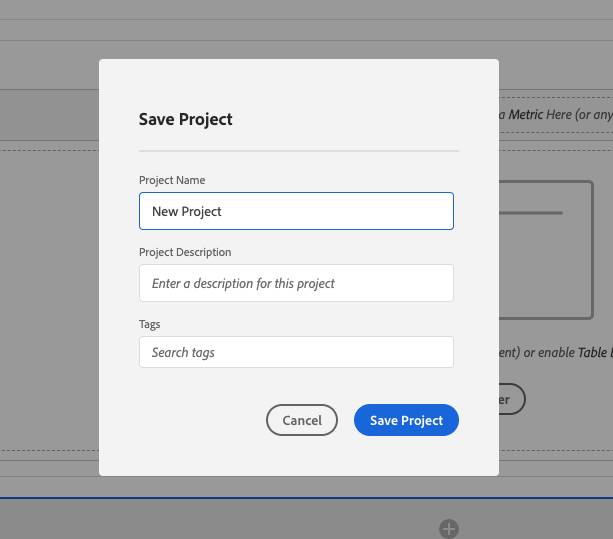 Save Project
a Metric Here (or any
Project Name
New Project
Project Description
Enter a description for this project
Tags
Search tags
ent) or enable Table
er
Cancel
Save Project